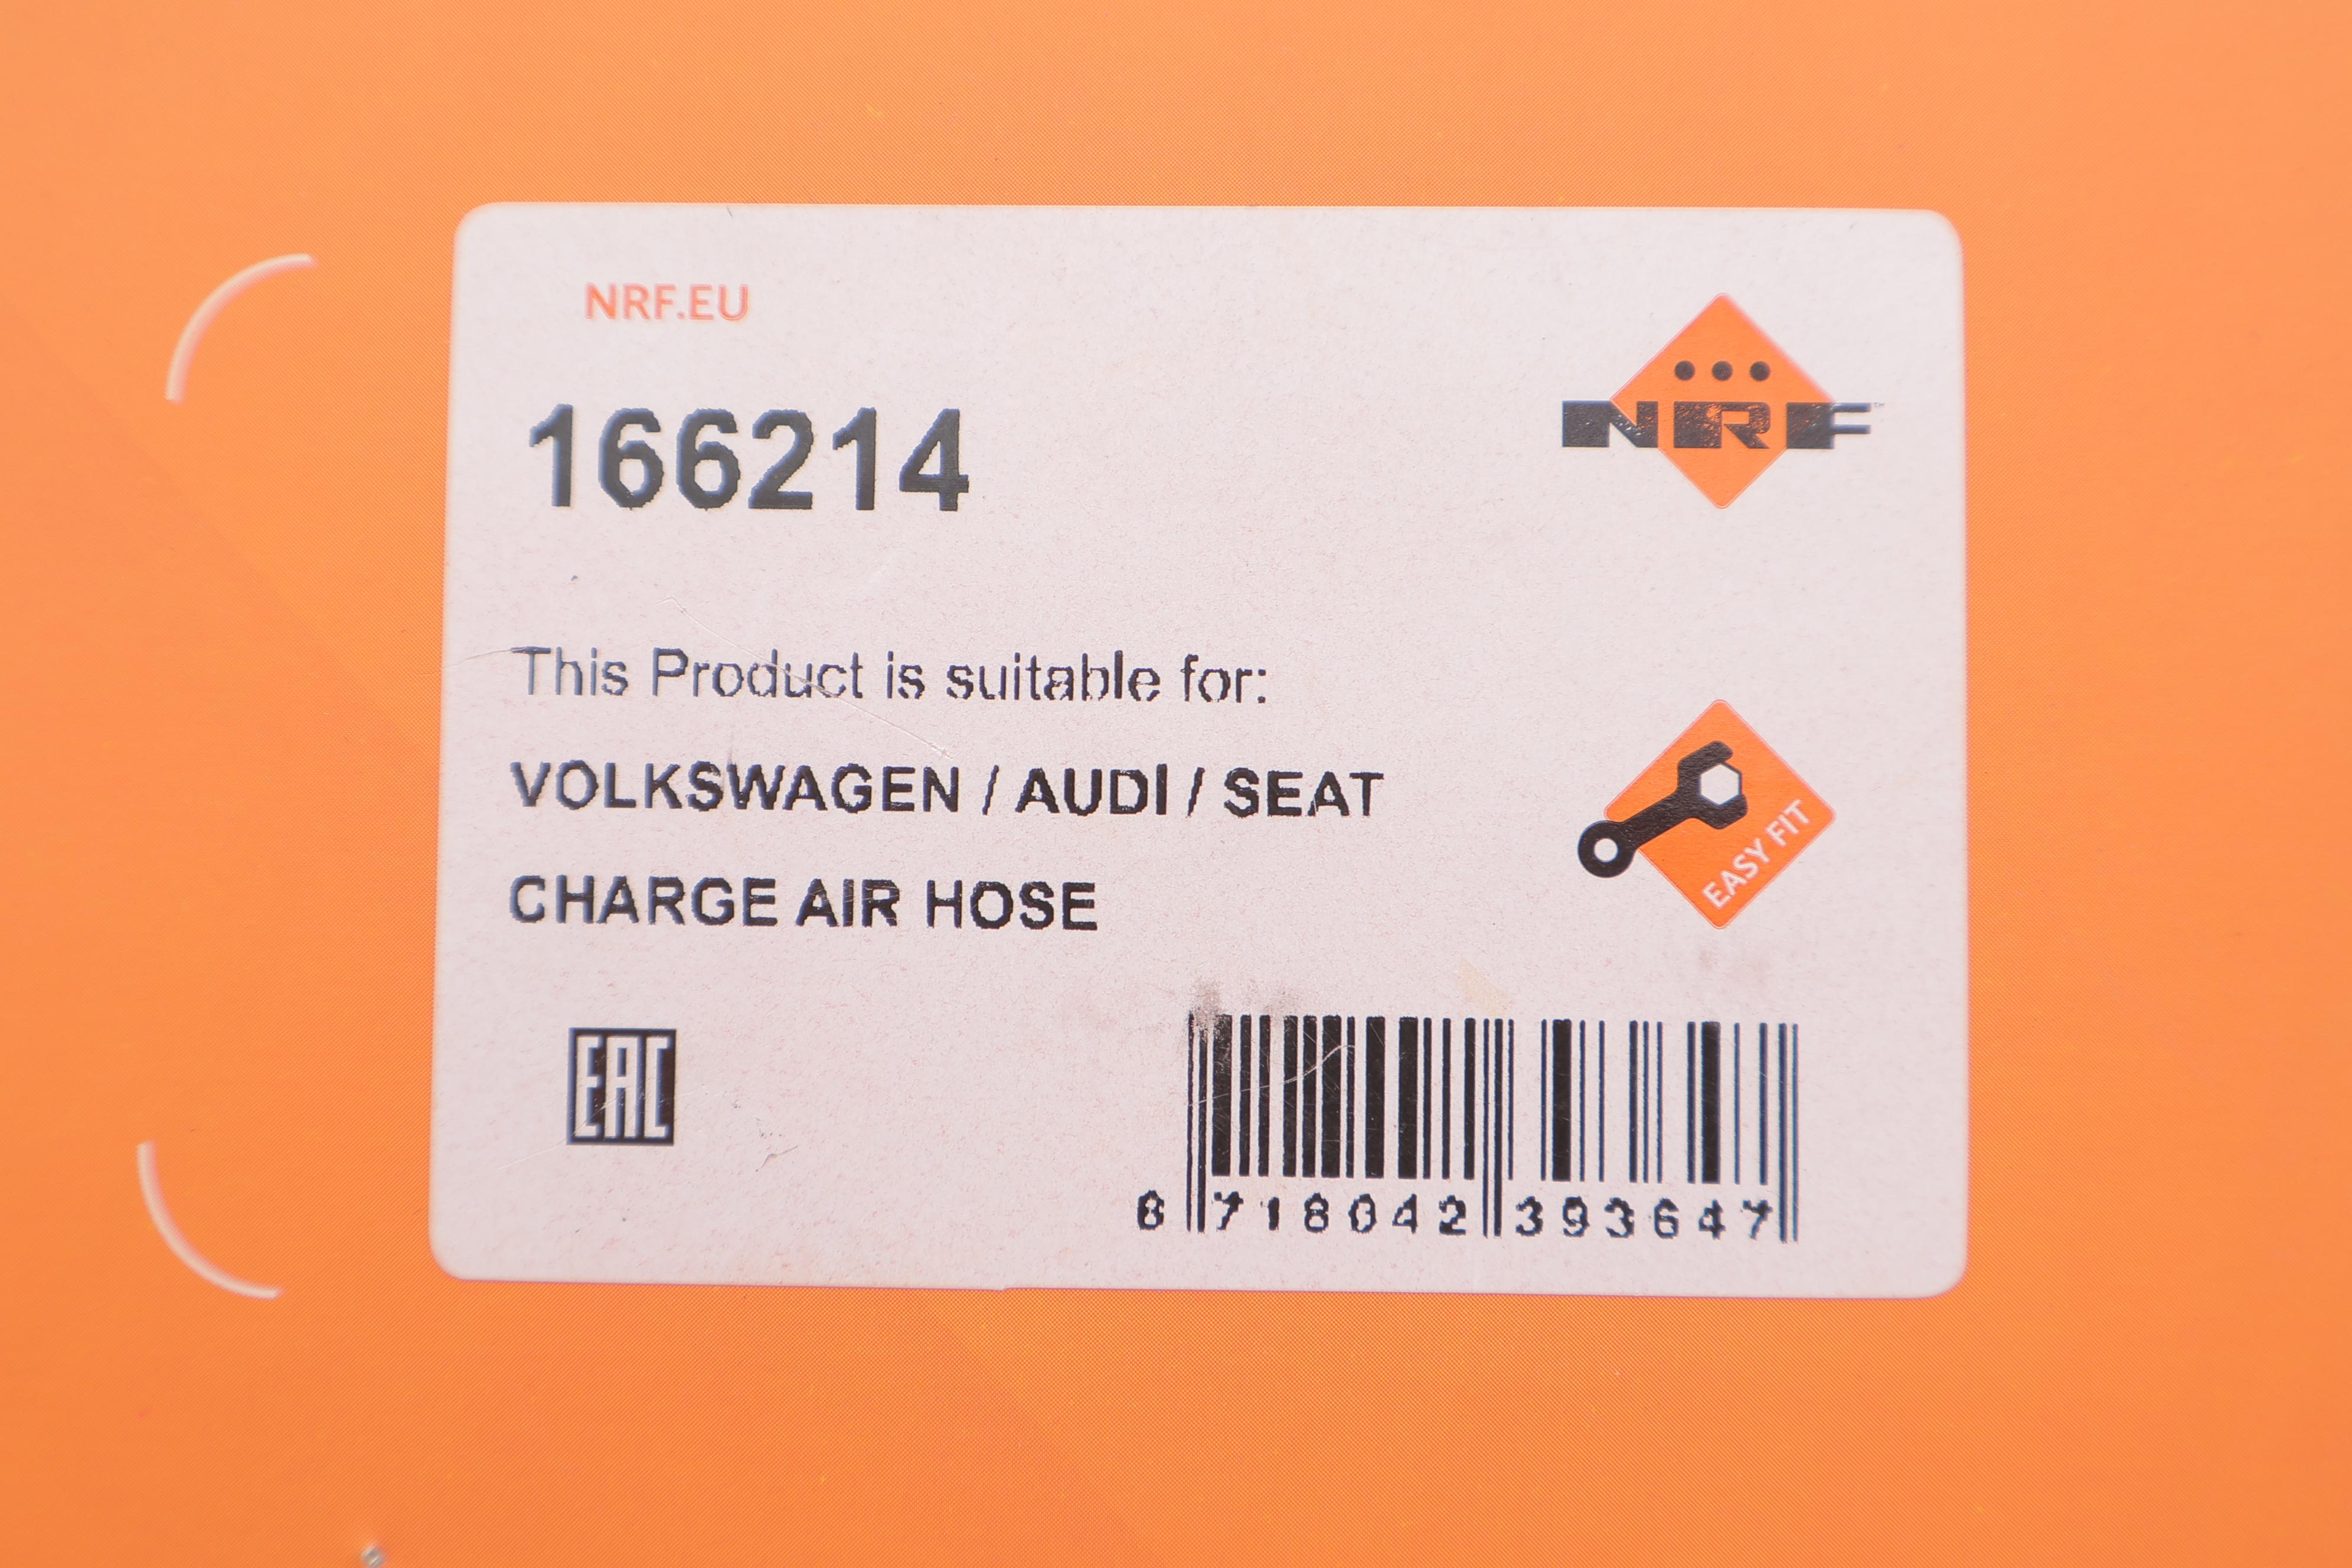 NRF.EU
NRF
166214
This Product is suitable for:
VOLKSWAGEN / AUDI / SEAT
EASY FIT
CHARGE AIR HOSE
EAC
8 718042 393647